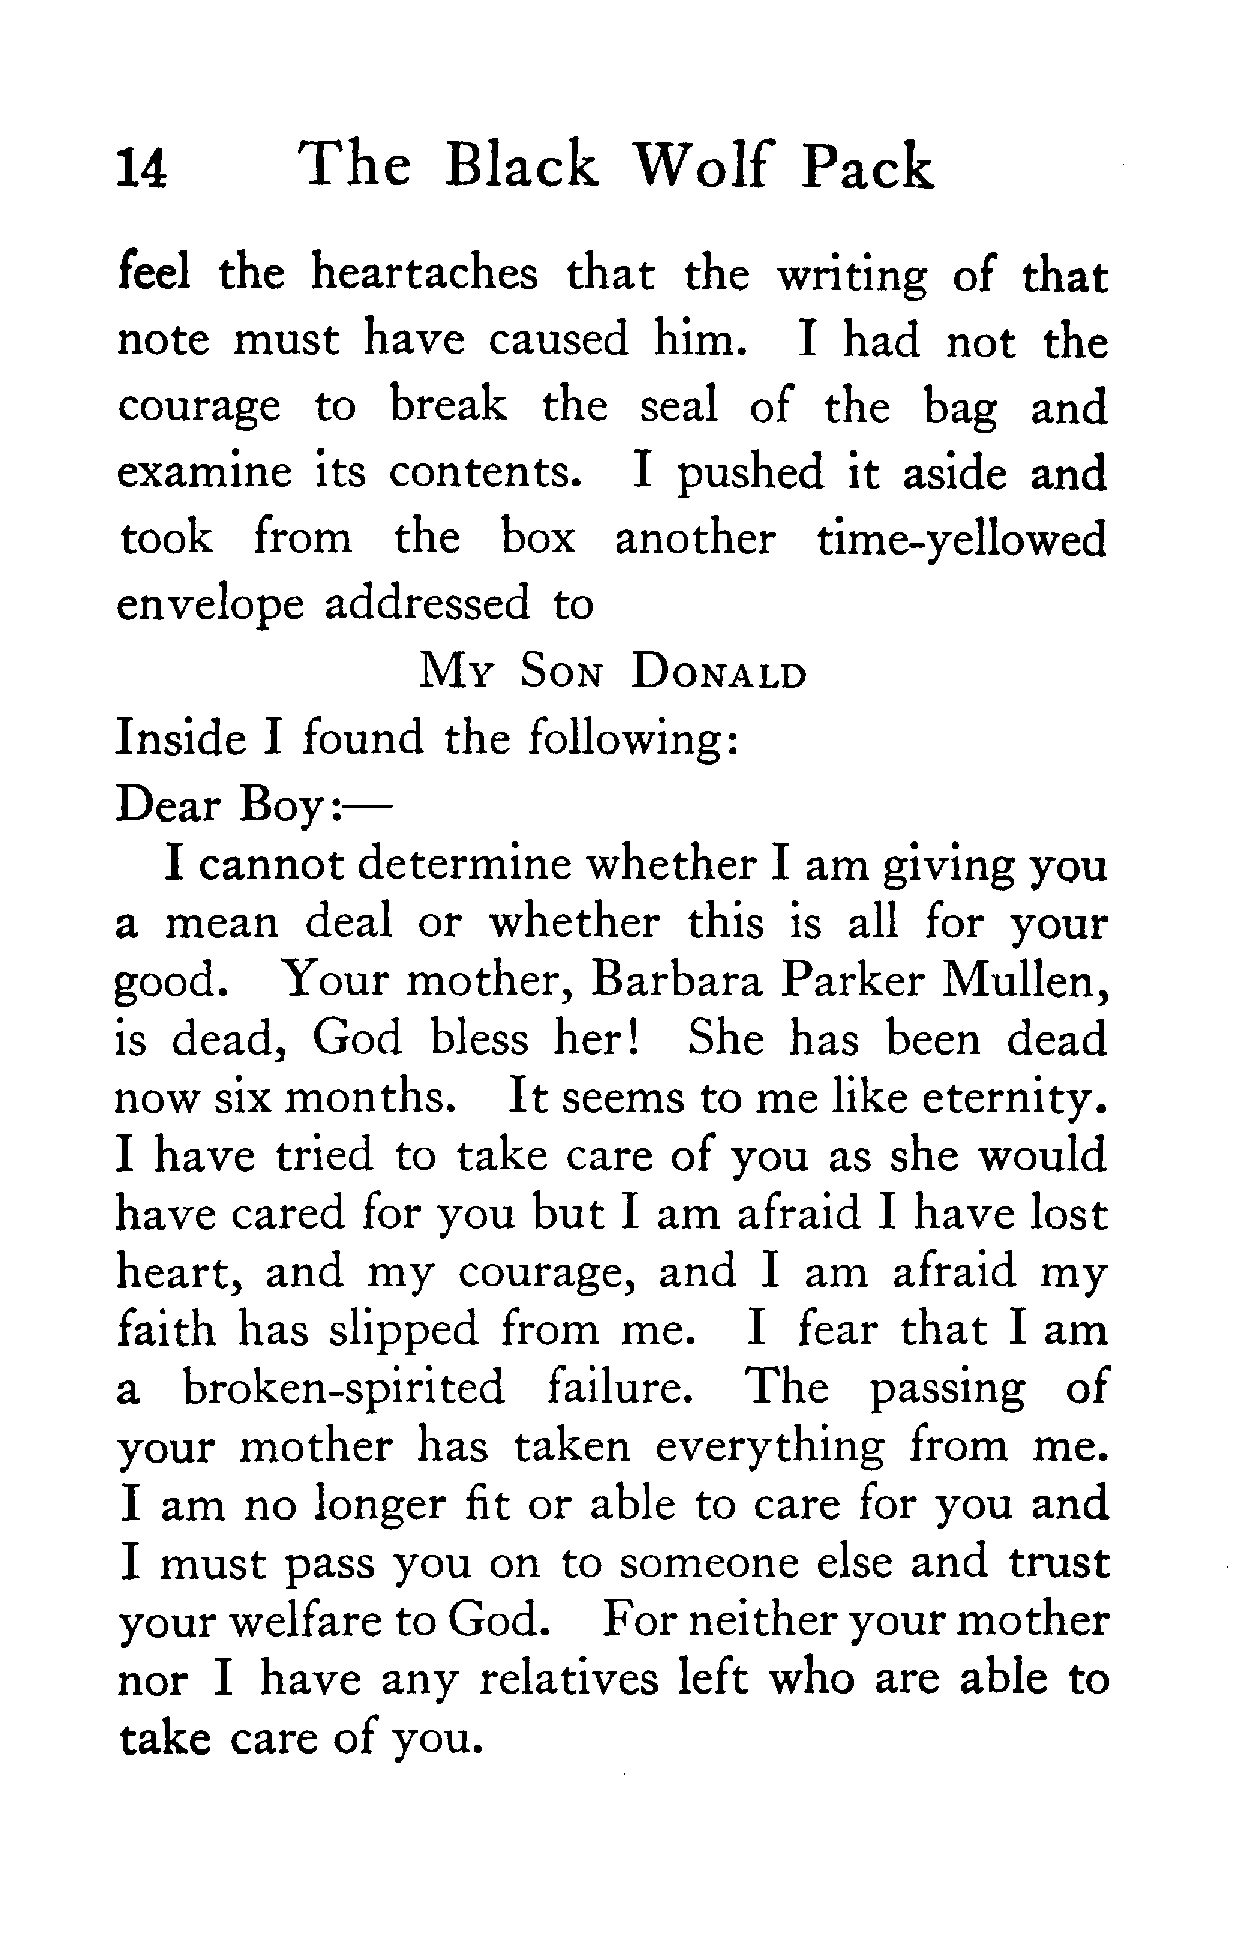 14 The Black Wolf Pack
feel the heartaches that the writing of that
note must have caused him. I had not the
courage to break the seal of the bag and
examine its contents. I pushed it aside and
took from the box another time-yellowed
envelope addressed to
My Son Donald
Inside I found the following:
Dear Boy:—
I cannot determine whether I am giving you
a mean deal or whether this is all for your
good. Your mother, Barbara Parker Mullen,
is dead, God bless her! She has been dead
now six months. It seems to me like eternity.
I have tried to take care of you as she would
have cared for you but I am afraid I have lost
heart, and my courage, and I am afraid my
faith has slipped from me. I fear that I am
a broken-spirited failure. The passing of
your mother has taken everything from me.
I am no longer fit or able to care for you and
I must pass you on to someone else and trust
your welfare to God. For neither your mother
nor I have any relatives left who are able to
take care of you.